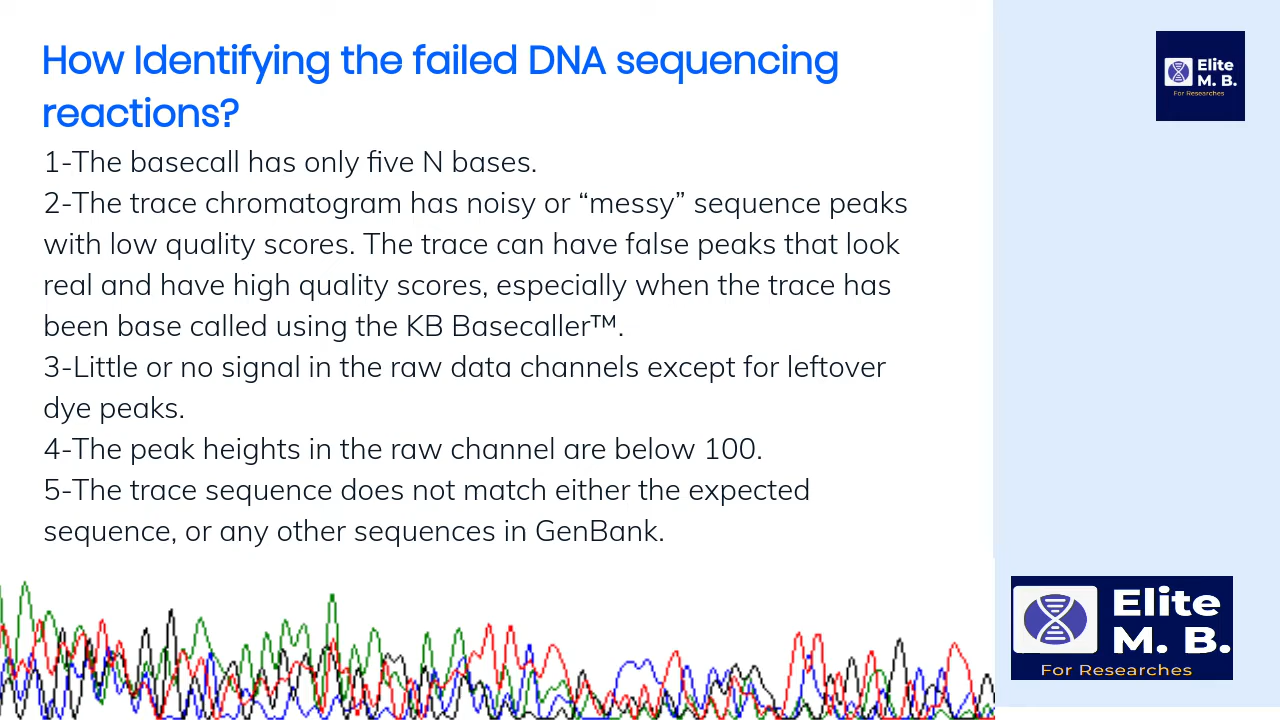 How Identifying the failed DNA sequencing
reactions?
1-The basecall has only five N bases.
2-The trace chromatogram has noisy or “messy” sequence peaks
with low quality scores. The trace can have false peaks that look
real and have high quality scores, especially when the trace has
been base called using the KB Basecaller™.
3-Little or no signal in the raw data channels except for leftover
dye peaks.
4-The peak heights in the raw channel are below 100.
5-The trace sequence does not match either the expected
sequence, or any other sequences in GenBank.
Elite
M. B.
For Researches
Elite
M. B.
For Researches